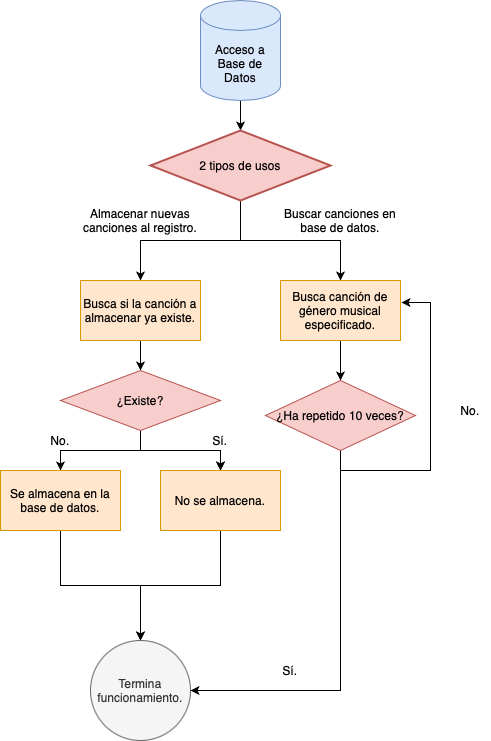 Acceso a
Base de
Datos
2 tipos de usos
Almacenar nuevas
canciones al registro.
Buscar canciones en
base de datos.
Busca si la canción a
almacenar ya existe.
Busca canción de
género musical
especificado.
¿Existe?
¿Ha repetido 10 veces?
No.
No.
Sí.
Se almacena en la
base de datos.
No se almacena.
Sí.
Termina
funcionamiento.